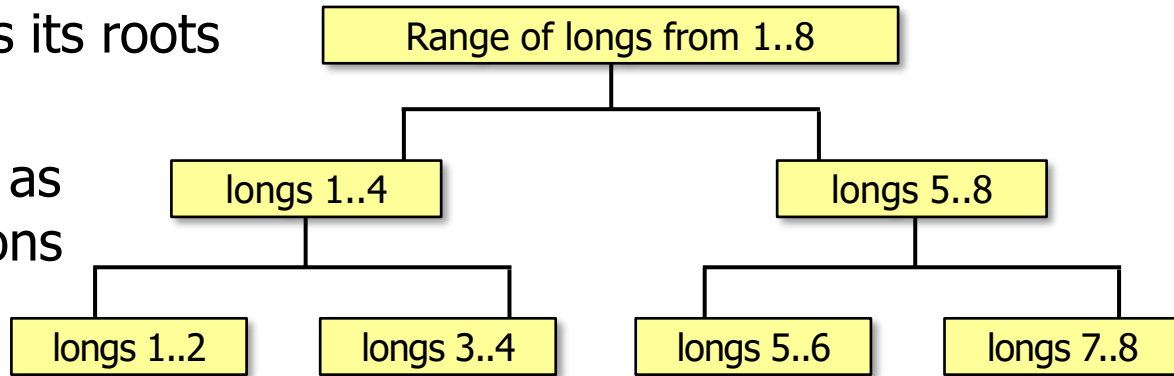 s its roots
Range of longs from 1..8
as
ons
longs 1..4
longs 5..8
longs 1..2
longs 3..4
longs 5..6
longs 7..8